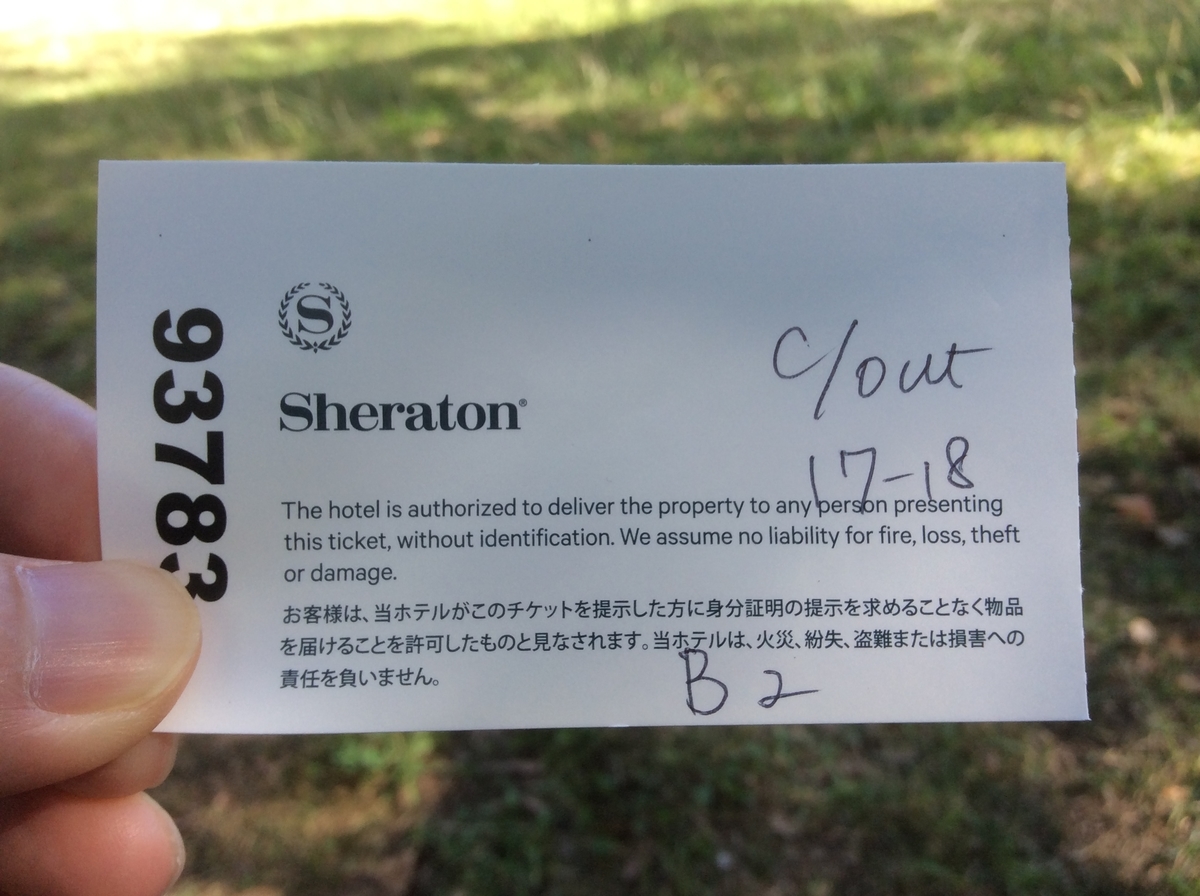 93783
S
Sheraton®
c/out
17-18
The hotel is authorized to deliver the property to any person presenting
this ticket, without identification. We assume no liability for fire, loss, theft
or damage.
お客様は、当ホテルがこのチケットを提示した方に身分証明の提示を求めることなく物品
を届けることを許可したものと見なされます。当ホテルは、火災、紛失、盗難または損害への
責任を負いません。
B 2